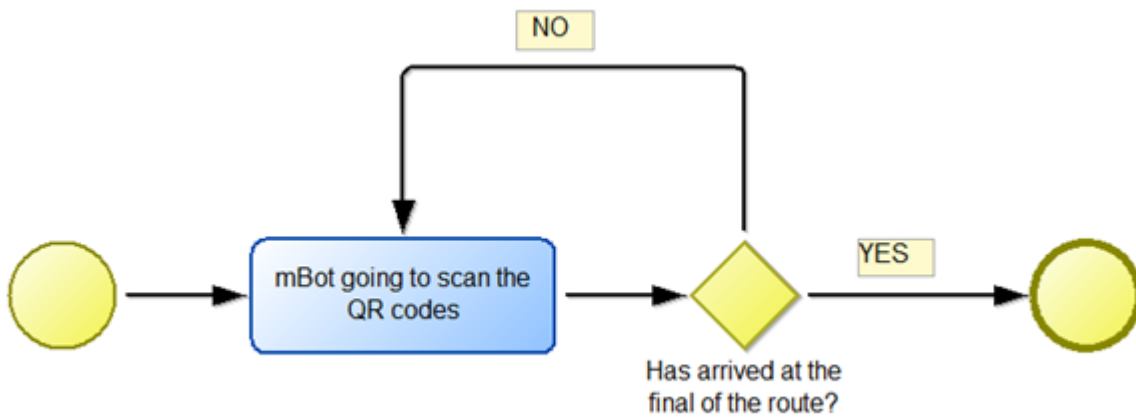 NO
mBot going to scan the
QR codes
YES
Has arrived at the
final of the route?